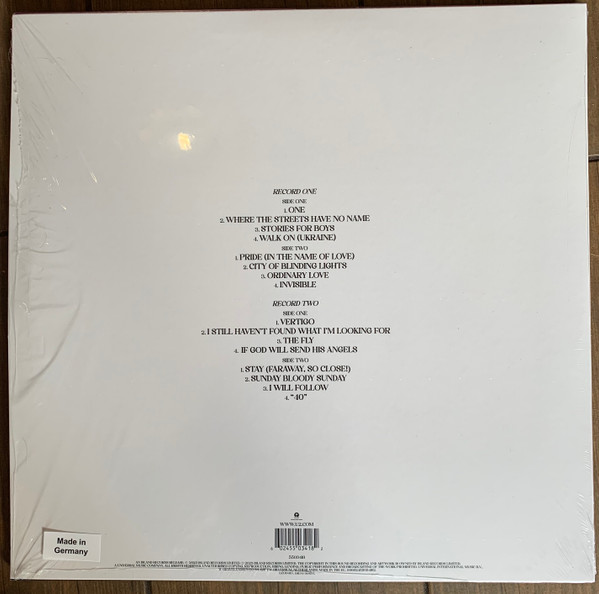 RECORD ONE
SIDE ONE
1. ONE
2. WHERE THE STREETS HAVE NO NAME
3. STORIES FOR BOYS
4. WALK ON (UKRAINE)
SIDE TWO
1. PRIDE (IN THE NAME OF LOVE)
2. CITY OF BLINDING LIGHTS
3. ORDINARY LOVE
4. INVISIBLE
RECORD TWO
SIDE ONE
1. VERTIGO
2. I STILL HAVEN'T FOUND WHAT I'M LOOKING FOR
3. THE FLY
4. IF GOD WILL SEND HIS ANGELS
SIDE TWO
1. STAY (FARAWAY, SO CLOSE!)
2. SUNDAY BLOODY SUNDAY
3. I WILL FOLLOW
4. “40”
WWW.U2.COM
6 02455 03418
Made in
Germany